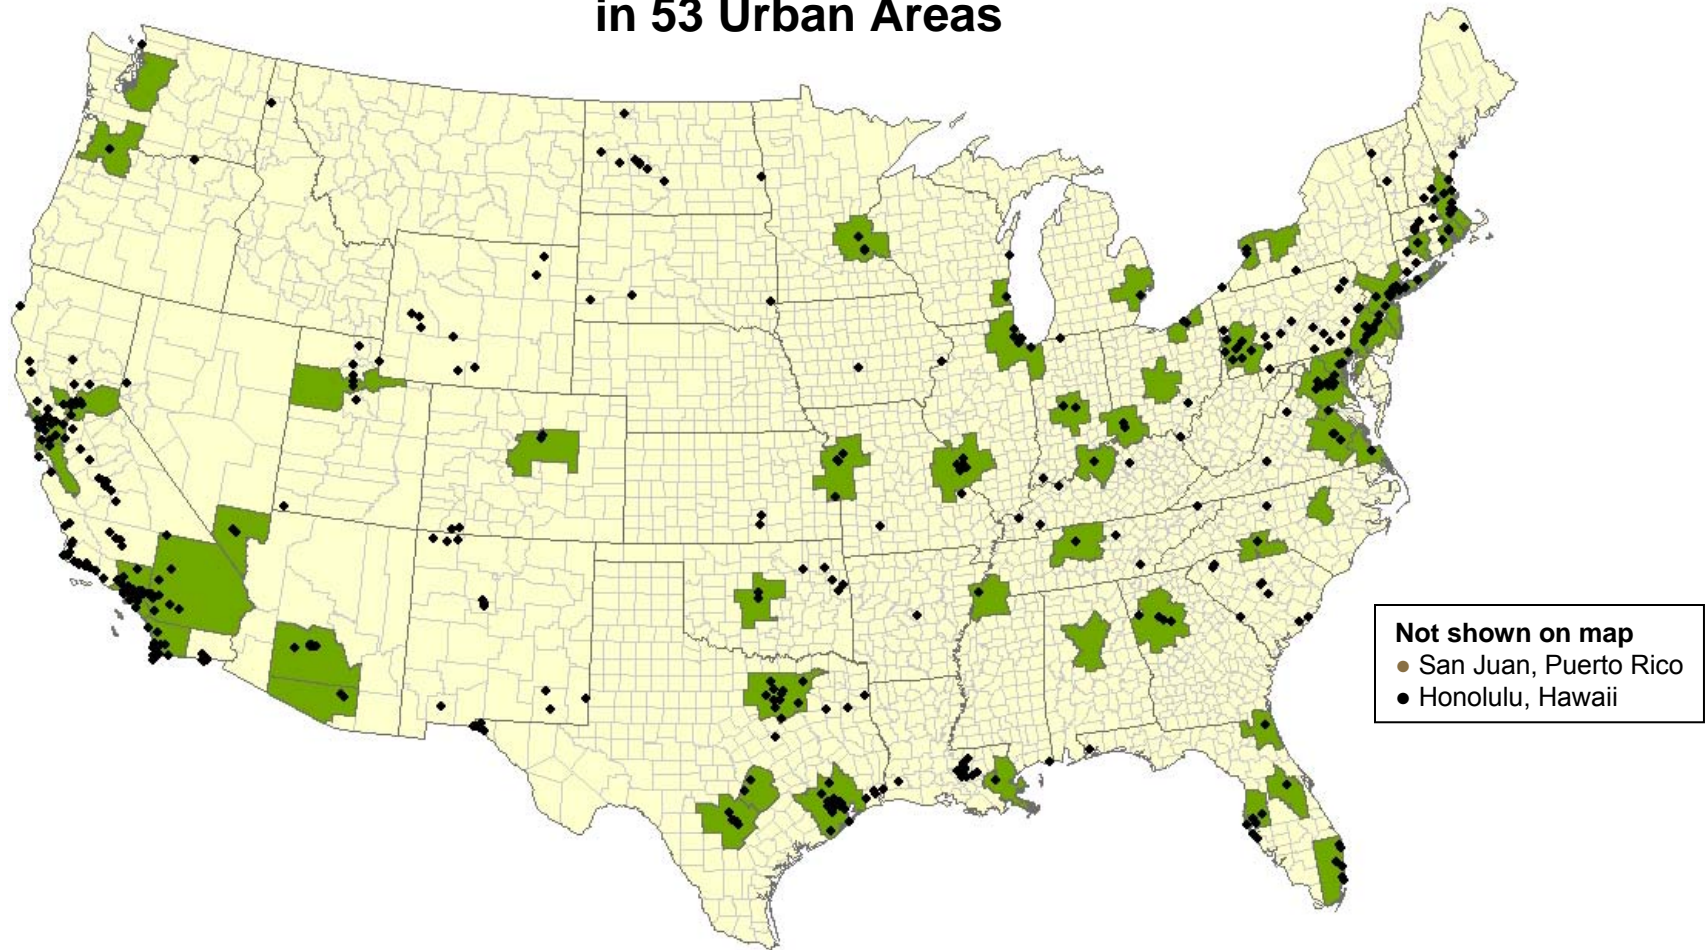 in 53 Urban Areas
Not shown on map
San Juan, Puerto Rico
Honolulu, Hawaii